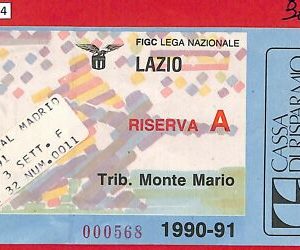 4
FIGC LEGA NAZIONALE
LAZIO
AL MADRID
91
3 SETT. F
32 NUM.0011
RISERVA A
Trib. Monte Mario
000568
1990-91
CASSA
DI RISPARMIO